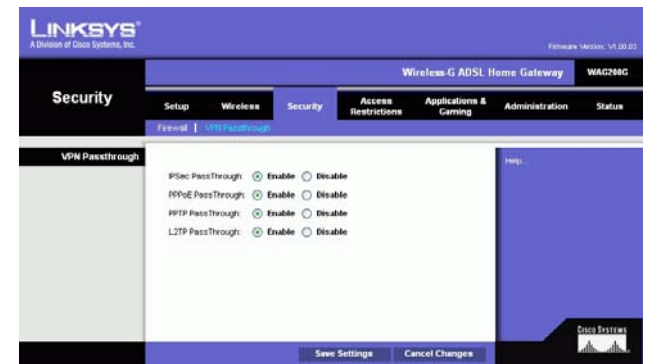 LINKSYS®
A Division of Cisco Systems, Inc.
Firmware Version: V1.00.03
Wireless-G ADSL Home Gateway WAG200G
Security
Setup Wireless Security Access Restrictions Applications & Gaming Administration Status
Firewall | VPN Passthrough
VPN Passthrough
IPSec PassThrough: Enable Disable
PPPoE PassThrough: Enable Disable
PPTP PassThrough: Enable Disable
L2TP PassThrough: Enable Disable
Help...
Save Settings Cancel Changes
CISCO SYSTEMS